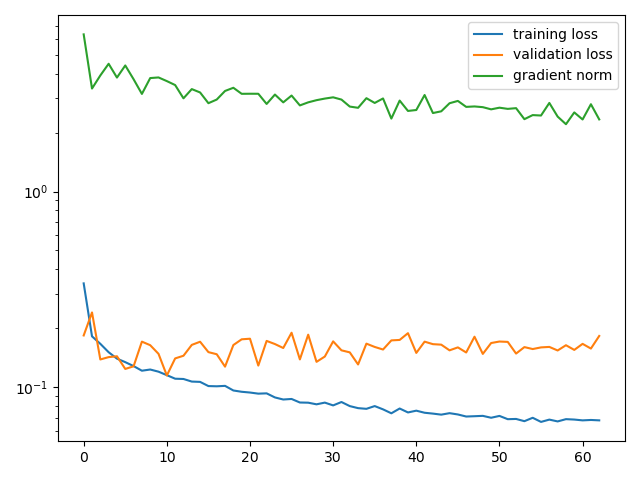 training loss
validation loss
gradient norm
10⁰
10⁻¹
0 10 20 30 40 50 60